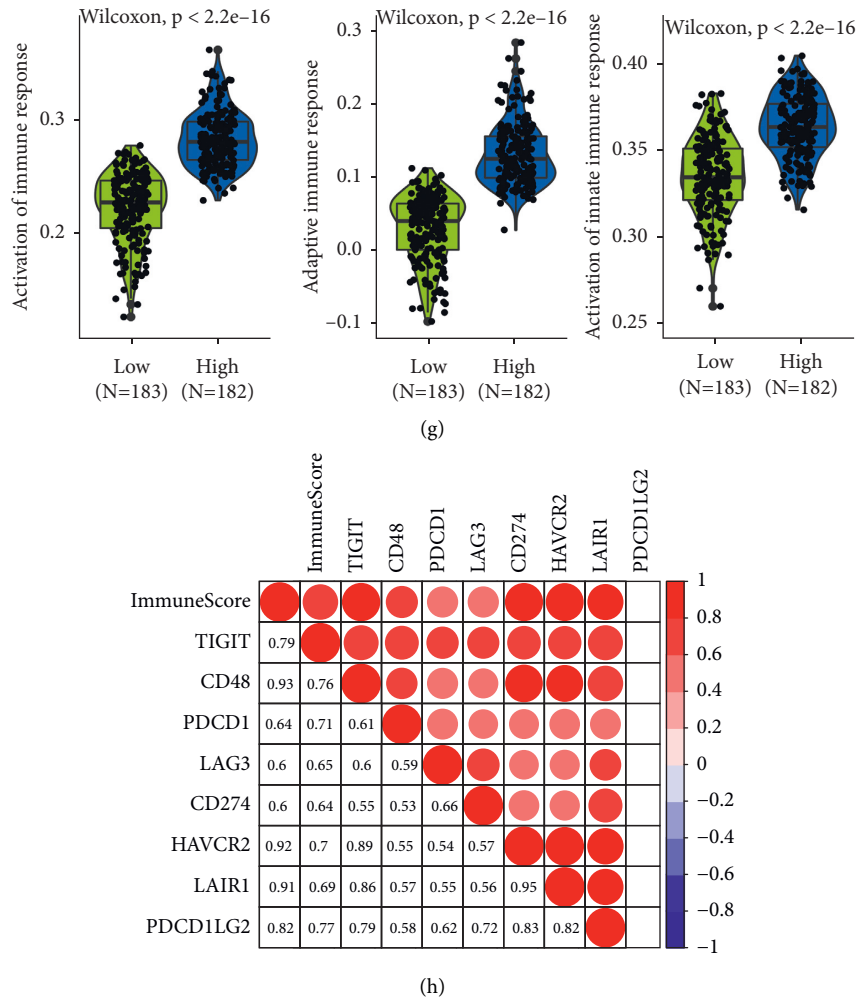 Wilcoxon, p < 2.2e–16
Activation of immune response
0.3
0.2
Low
(N=183)
High
(N=182)
Wilcoxon, p < 2.2e–16
Adaptive immune response
0.3
0.2
0.1
0.0
–0.1
Low
(N=183)
High
(N=182)
Wilcoxon, p < 2.2e–16
Activation of innate immune response
0.40
0.35
0.30
0.25
Low
(N=183)
High
(N=182)
(g)
ImmuneScore
TIGIT
CD48
PDCD1
LAG3
CD274
HAVCR2
LAIR1
PDCD1LG2
ImmuneScore
TIGIT 0.79
CD48 0.93 0.76
PDCD1 0.64 0.71 0.61
LAG3 0.6 0.65 0.6 0.59
CD274 0.6 0.64 0.55 0.53 0.66
HAVCR2 0.92 0.7 0.89 0.55 0.54 0.57
LAIR1 0.91 0.69 0.86 0.57 0.55 0.56 0.95
PDCD1LG2 0.82 0.77 0.79 0.58 0.62 0.72 0.83 0.82
1
0.8
0.6
0.4
0.2
0
–0.2
–0.4
–0.6
–0.8
–1
(h)